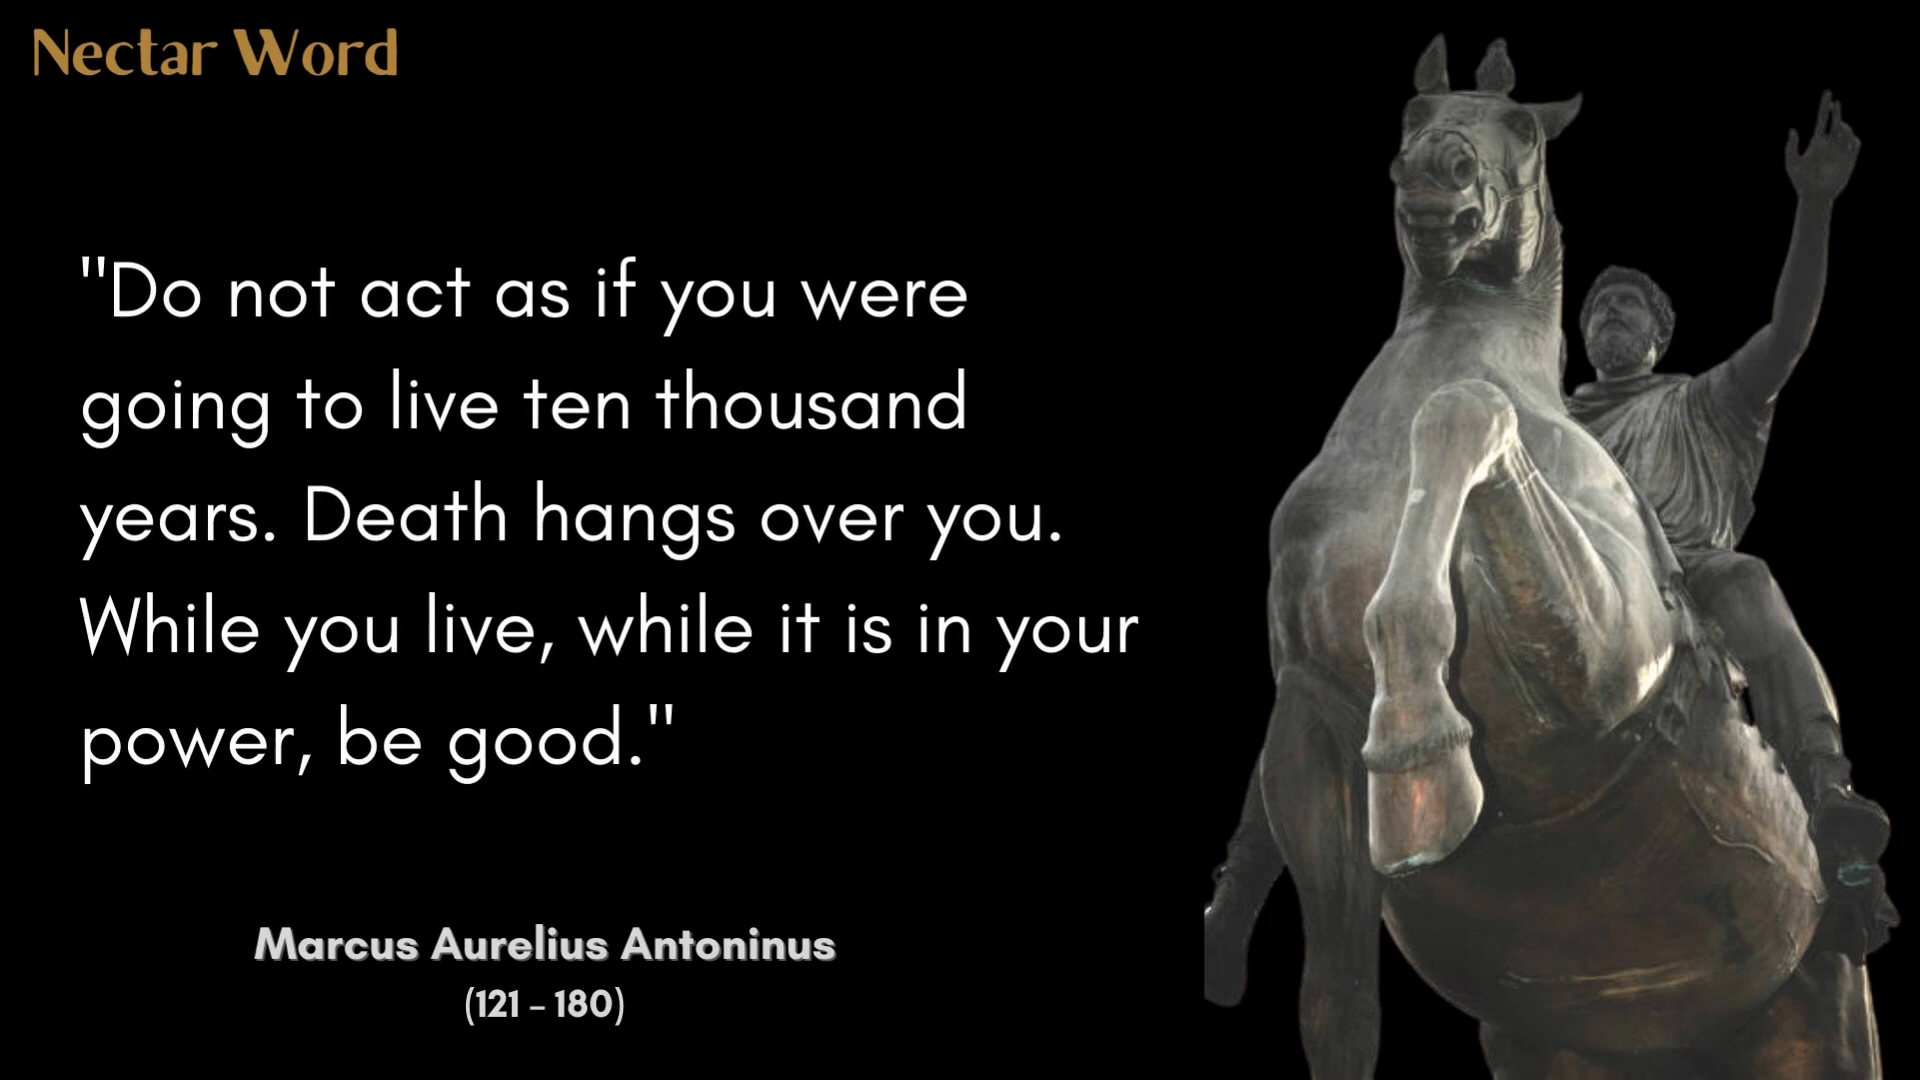 Nectar Word
"Do not act as if you were
going to live ten thousand
years. Death hangs over you.
While you live, while it is in your
power, be good."
Marcus Aurelius Antoninus
(121 – 180)